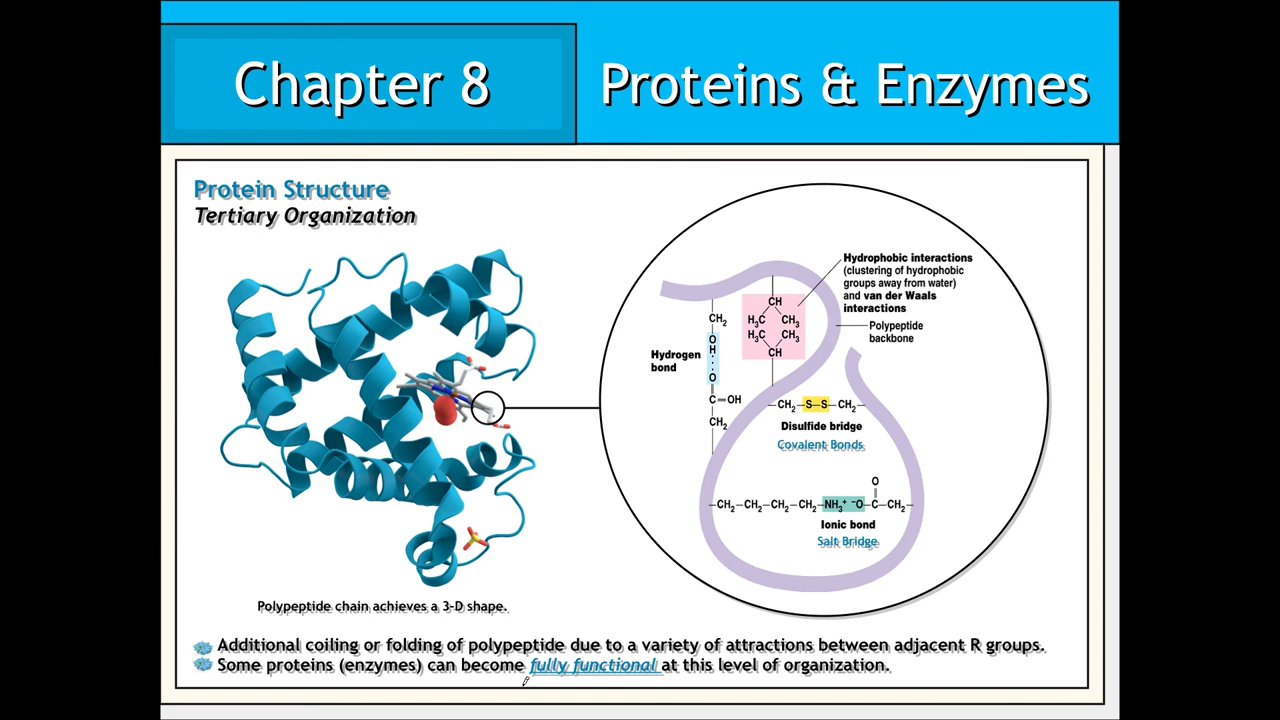 Chapter 8
Proteins & Enzymes
Protein Structure
Tertiary Organization
Hydrophobic interactions
(clustering of hydrophobic
groups away from water)
and van der Waals
interactions
Polypeptide
backbone
Hydrogen
bond
CH₂
O
H
O
C=OH
CH₂
CH
H₃C CH₃
H₃C CH₃
CH
CH₂–S–S–CH₂
Disulfide bridge
Covalent Bonds
O
CH₂–CH₂–CH₂–CH₂–NH₃⁺ ⁻O–C–CH₂
Ionic bond
Salt Bridge
Polypeptide chain achieves a 3-D shape.
Additional coiling or folding of polypeptide due to a variety of attractions between adjacent R groups.
Some proteins (enzymes) can become fully functional at this level of organization.